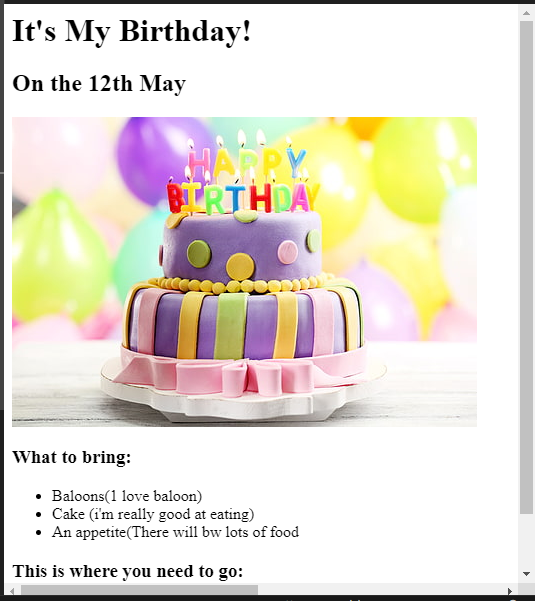 It's My Birthday!
On the 12th May
HAPPY
BIRTHDAY
What to bring:
Baloons(1 love baloon)
Cake (i'm really good at eating)
An appetite(There will bw lots of food
This is where you need to go: